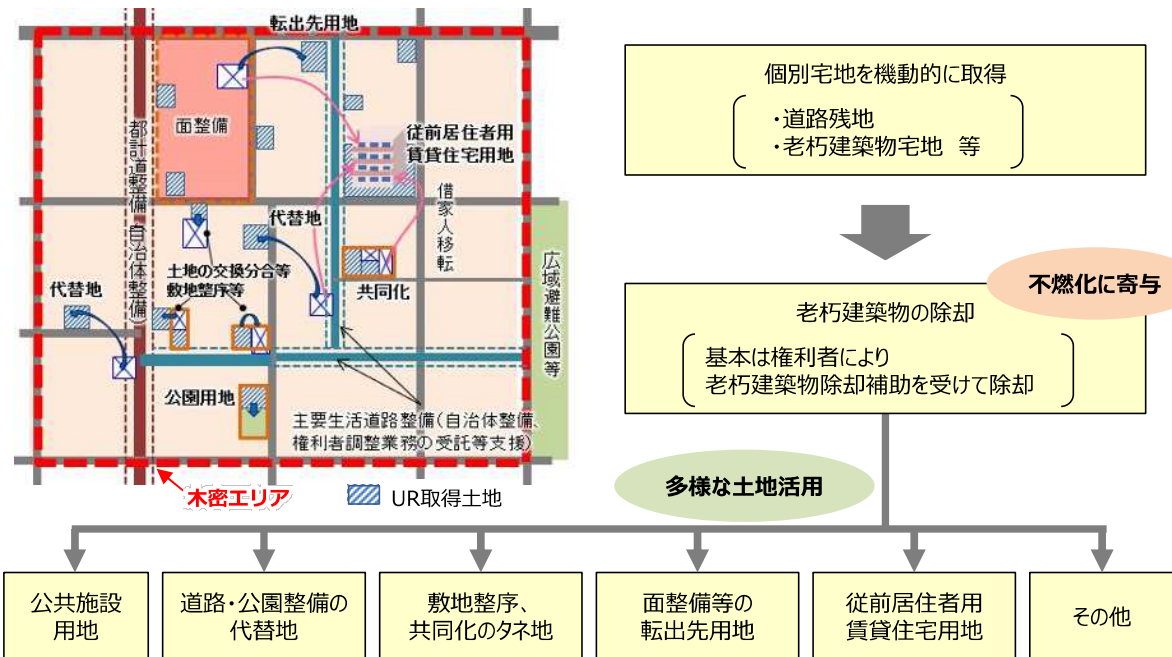 転出先用地
面整備
従前居住者用
賃貸住宅用地
都計道整備(自治体整備)
借家人移転
代替地
土地の交換分合等
敷地整序等
代替地
共同化
広域避難公園等
公園用地
主要生活道路整備(自治体整備、
権利者調整業務の受託等支援)
木密エリア
UR取得土地
個別宅地を機動的に取得
・道路残地
・老朽建築物宅地 等
不燃化に寄与
老朽建築物の除却
基本は権利者により
老朽建築物除却補助を受けて除却
多様な土地活用
公共施設
用地
道路・公園整備の
代替地
敷地整序、
共同化のタネ地
面整備等の
転出先用地
従前居住者用
賃貸住宅用地
その他